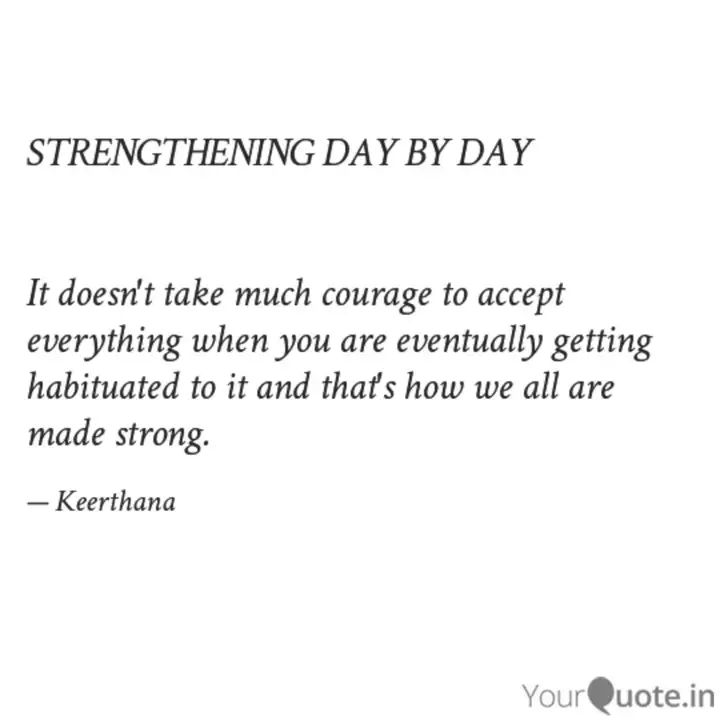 STRENGTHENING DAY BY DAY
It doesn't take much courage to accept
everything when you are eventually getting
habituated to it and that's how we all are
made strong.
— Keerthana
YourQuote.in